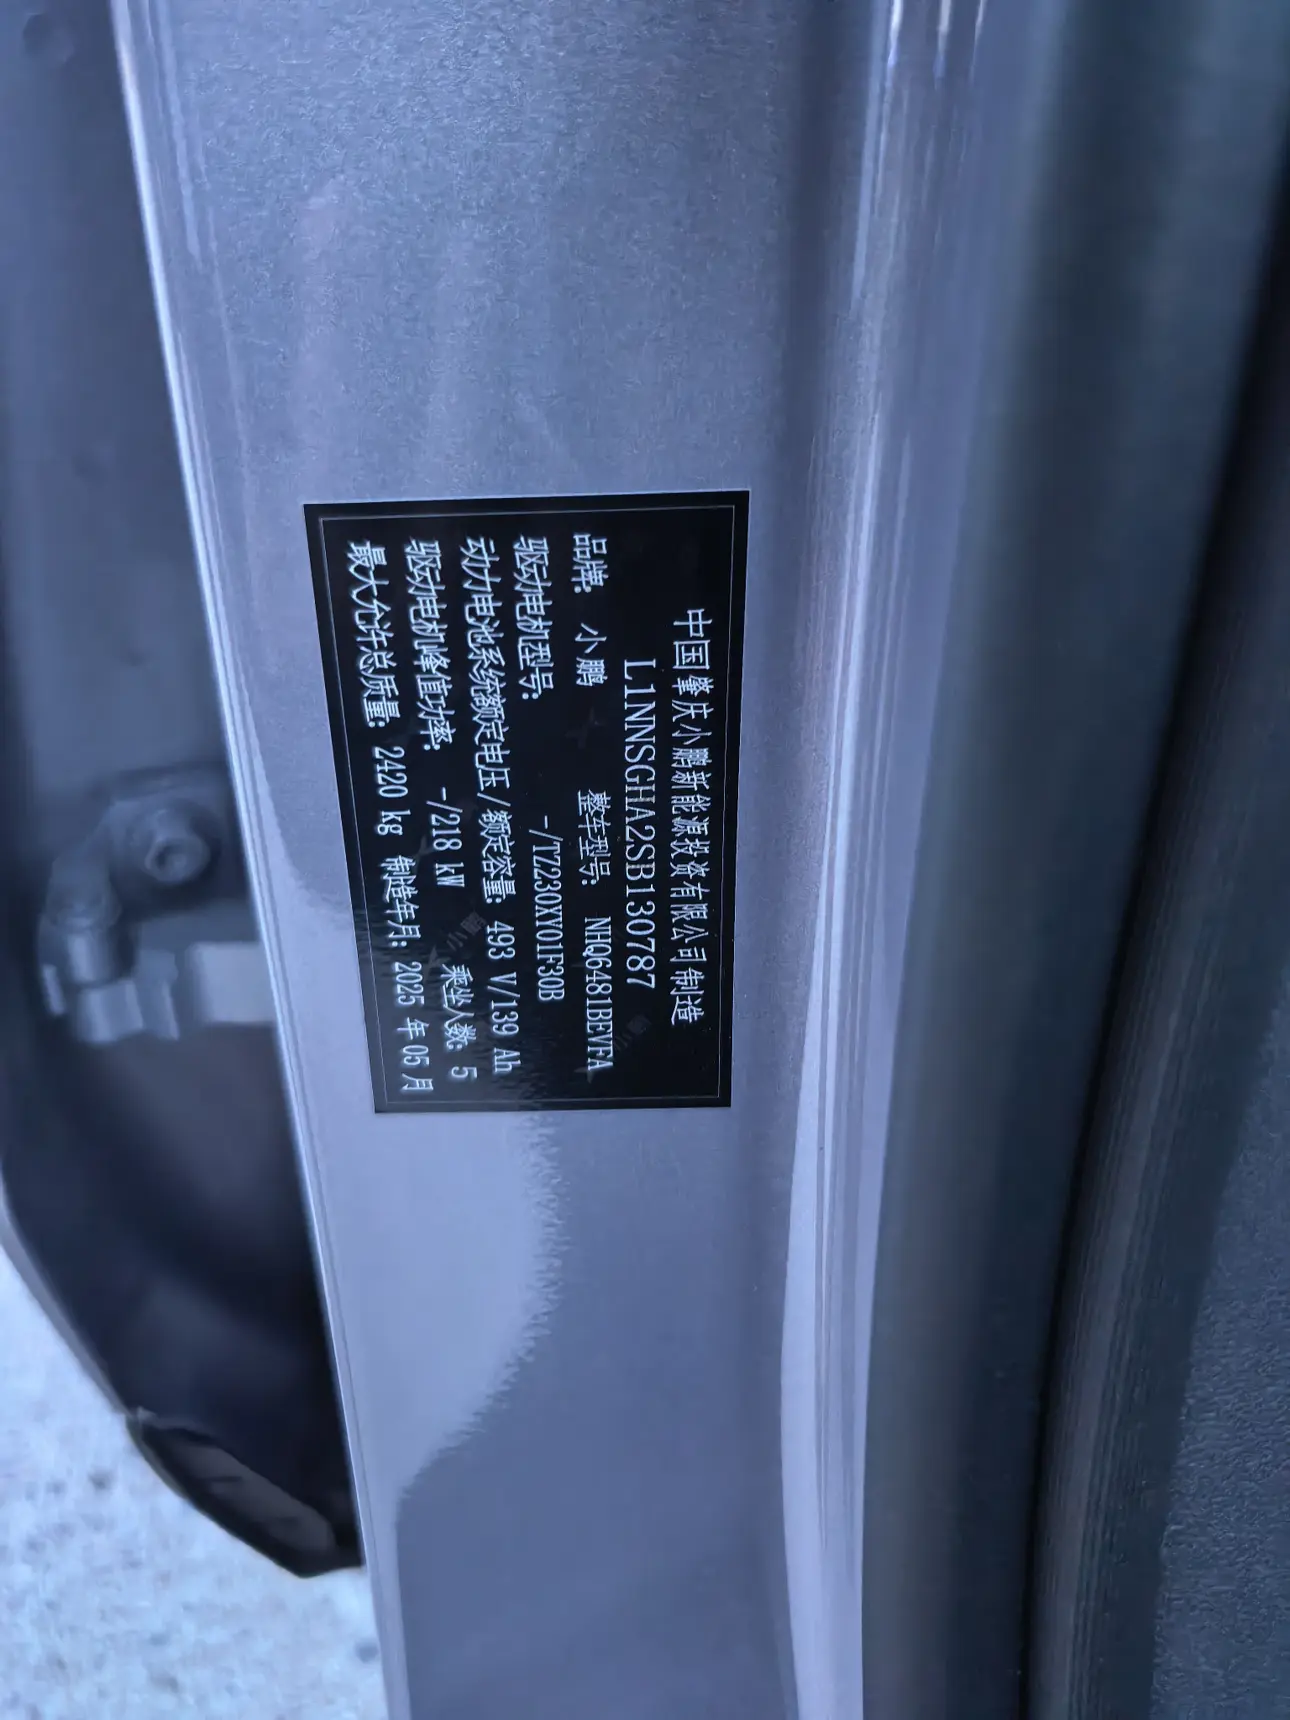 中国肇庆小鹏新能源投资有限公司制造
L1NNSGHA2SB130787
品牌: 小鹏 整车型号: NHQ6481BEVFA
驱动电机型号: -/TZ230XY01F30B
动力电池系统额定电压/额定容量: 493 V/139 Ah
驱动电机峰值功率: -/218 kW 乘坐人数: 5
最大允许总质量: 2420 kg 制造年月: 2025 年 05 月